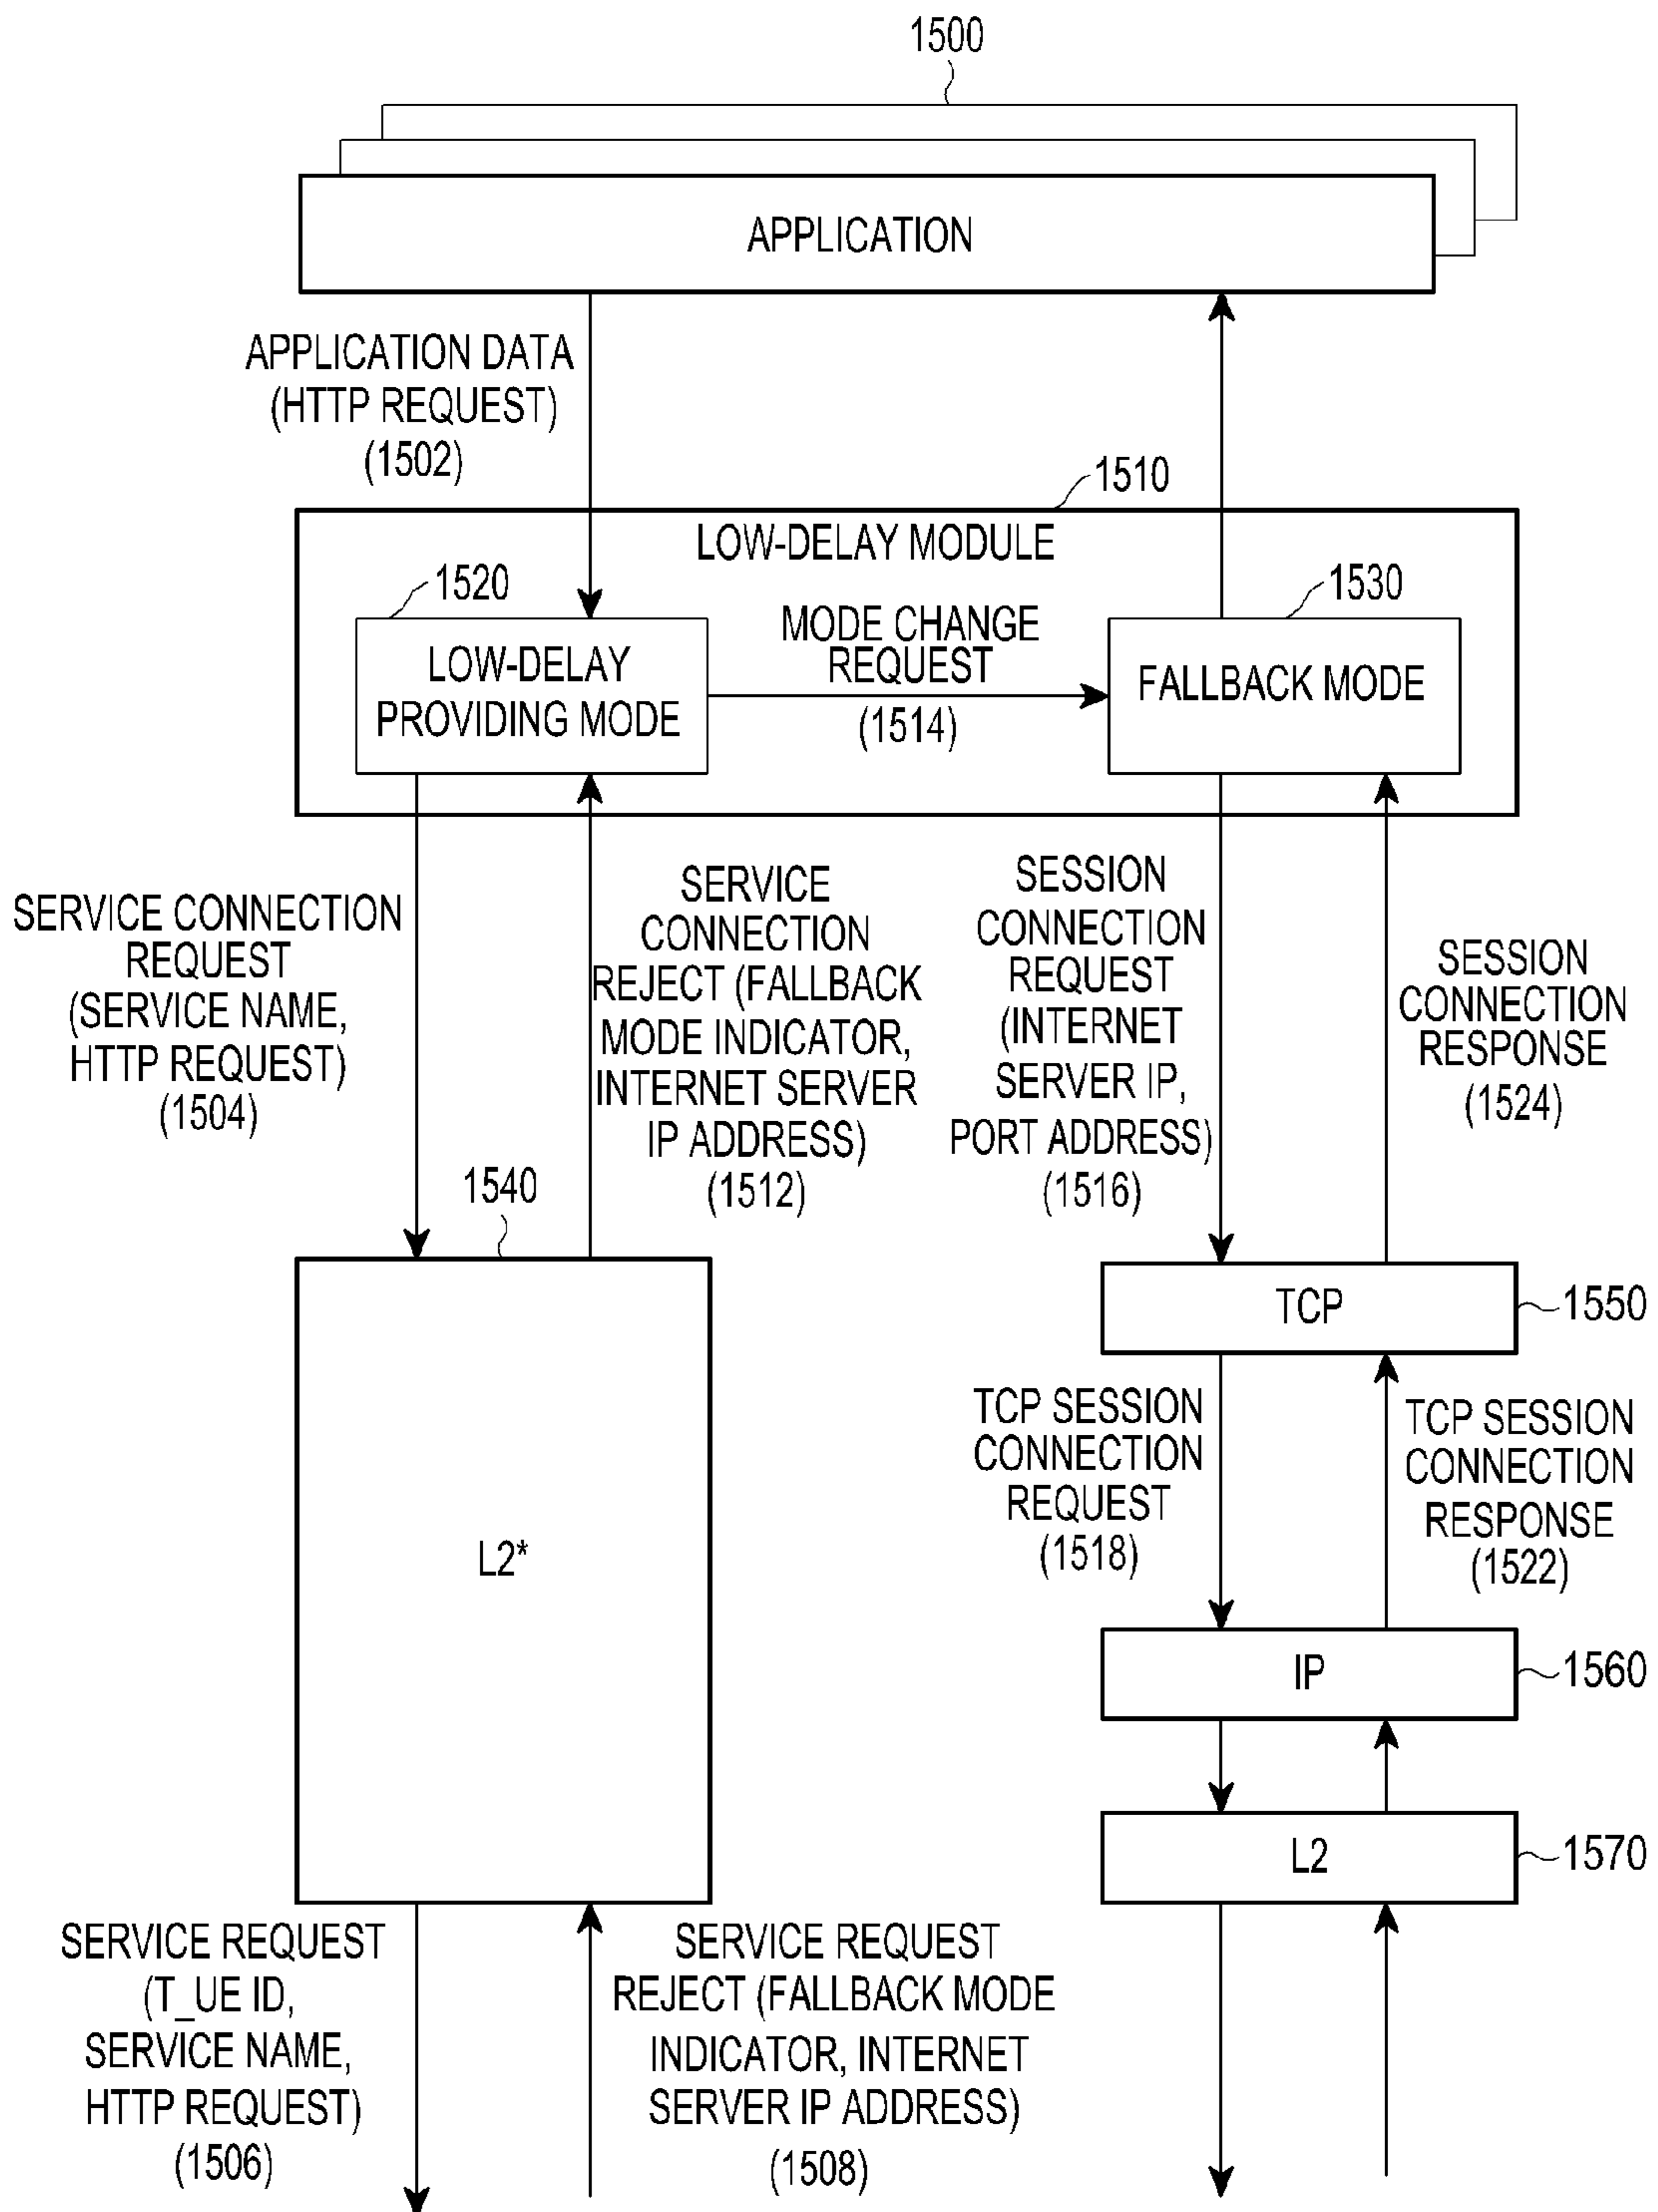 1500
APPLICATION
APPLICATION DATA
(HTTP REQUEST)
(1502)
1510
LOW-DELAY MODULE
1520
LOW-DELAY
PROVIDING MODE
MODE CHANGE
REQUEST
(1514)
1530
FALLBACK MODE
SERVICE CONNECTION
REQUEST
(SERVICE NAME,
HTTP REQUEST)
(1504)
SERVICE
CONNECTION
REJECT (FALLBACK
MODE INDICATOR,
INTERNET SERVER
IP ADDRESS)
(1512)
SESSION
CONNECTION
REQUEST
(INTERNET
SERVER IP,
PORT ADDRESS)
(1516)
SESSION
CONNECTION
RESPONSE
(1524)
1540
L2*
TCP
1550
TCP SESSION
CONNECTION
REQUEST
(1518)
TCP SESSION
CONNECTION
RESPONSE
(1522)
IP
1560
L2
1570
SERVICE REQUEST
(T_UE ID,
SERVICE NAME,
HTTP REQUEST)
(1506)
SERVICE REQUEST
REJECT (FALLBACK MODE
INDICATOR, INTERNET
SERVER IP ADDRESS)
(1508)